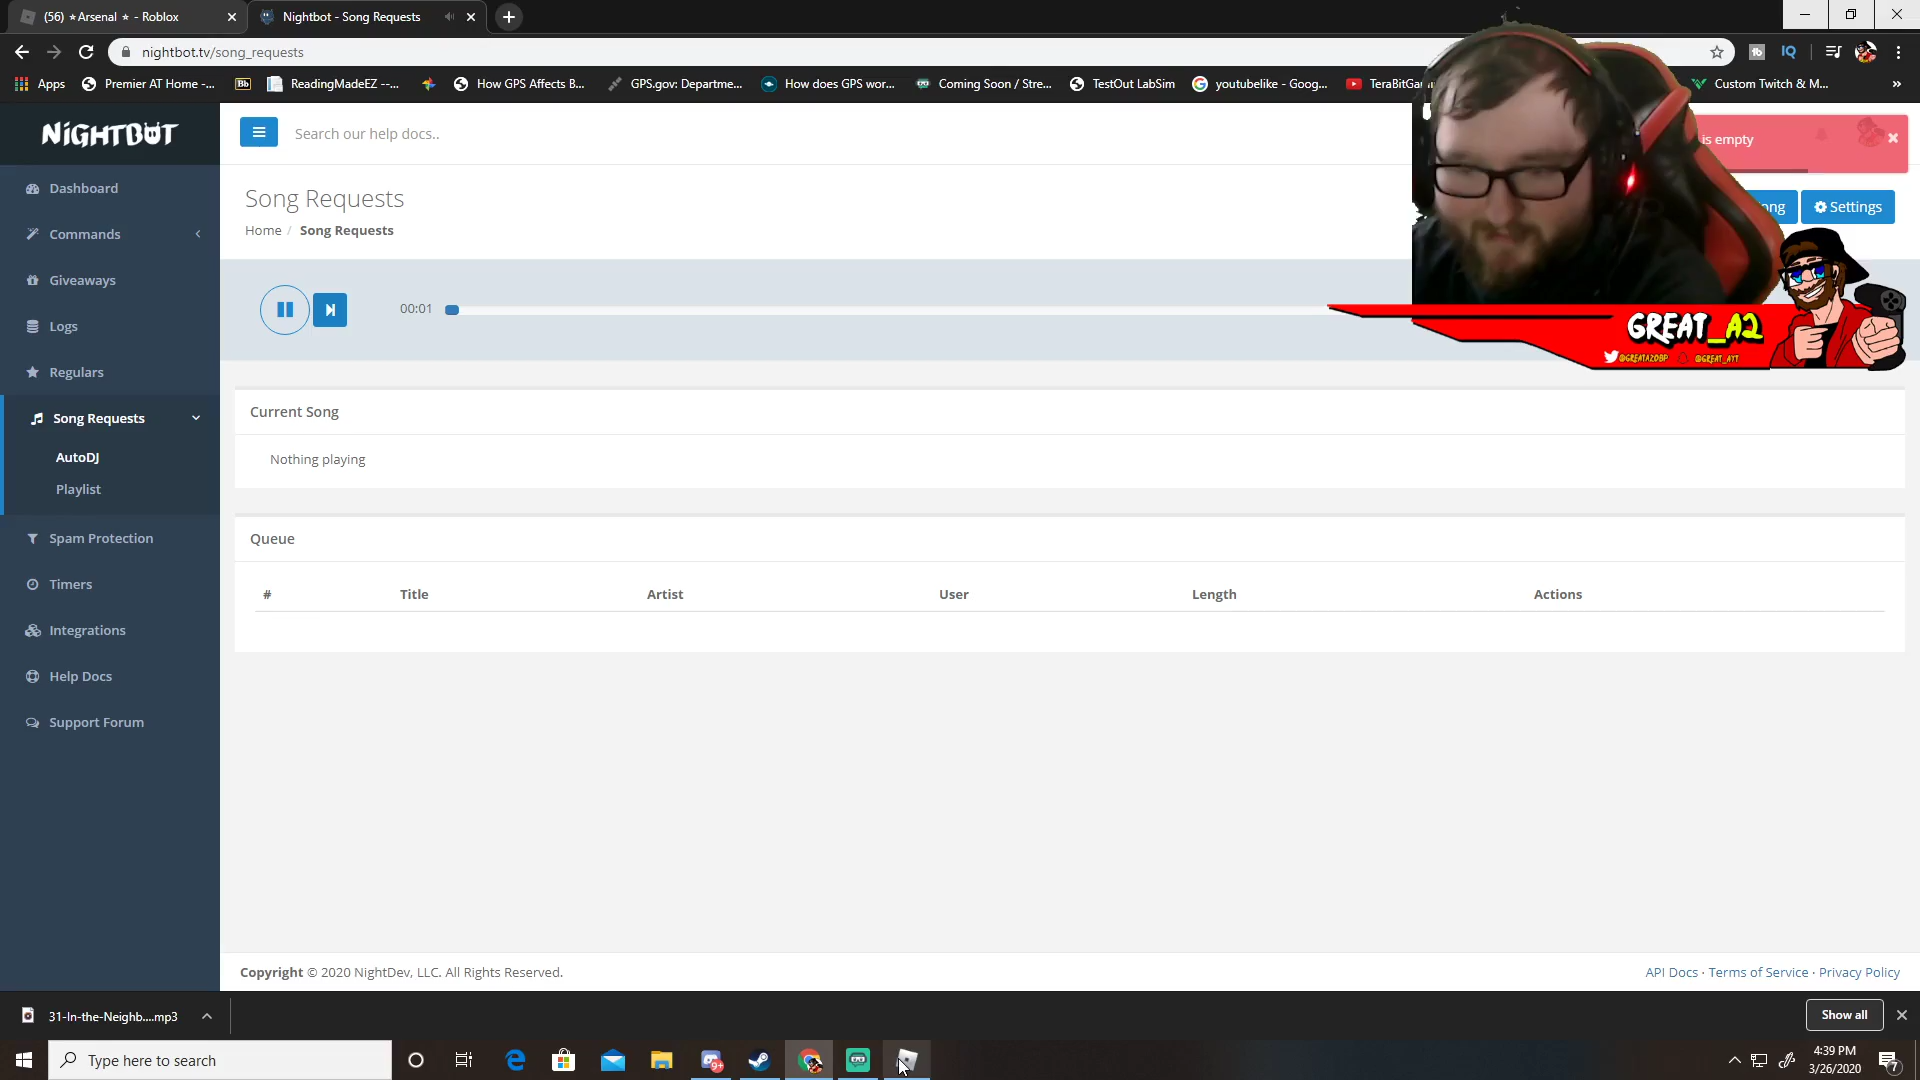 (56) ⭐Arsenal ⭐ - Roblox
Nightbot - Song Requests
nightbot.tv/song_requests
Apps
Premier AT Home -...
Bb
ReadingMadeEZ --...
How GPS Affects B...
GPS.gov: Departme...
How does GPS wor...
Coming Soon / Stre...
TestOut LabSim
youtubelike - Goog...
Custom Twitch & M...
NIGHTBOT
Search our help docs..
is empty
Song Requests
Settings
Home / Song Requests
Dashboard
Commands
Giveaways
Logs
Regulars
Song Requests
AutoDJ
Playlist
Spam Protection
Timers
Integrations
Help Docs
Support Forum
00:01
GREAT_A2
@GREATA2DBP @GREAT_AYT
Current Song
Nothing playing
Queue
# Title Artist User Length Actions
Copyright © 2020 NightDev, LLC. All Rights Reserved.
API Docs · Terms of Service · Privacy Policy
31-In-the-Neighb....mp3
Show all
Type here to search
4:39 PM
3/26/2020